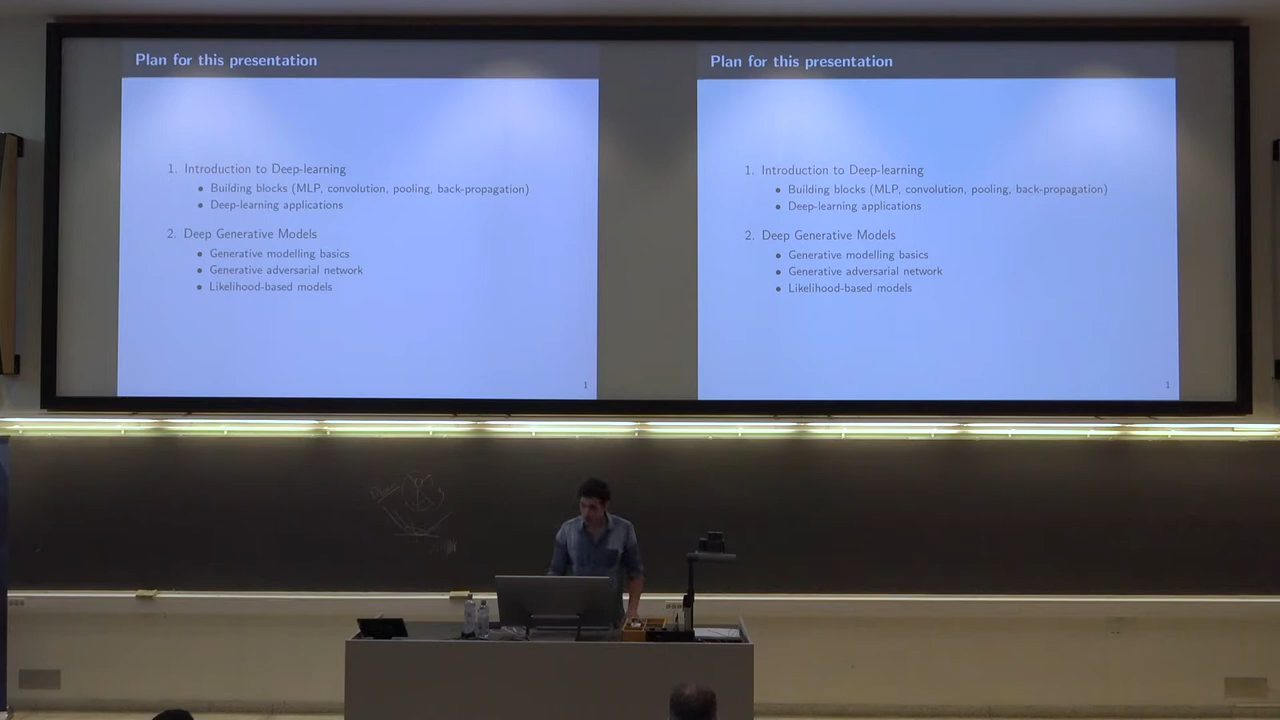 Plan for this presentation
1. Introduction to Deep-learning
• Building blocks (MLP, convolution, pooling, back-propagation)
• Deep-learning applications
2. Deep Generative Models
• Generative modelling basics
• Generative adversarial network
• Likelihood-based models
1
Plan for this presentation
1. Introduction to Deep-learning
• Building blocks (MLP, convolution, pooling, back-propagation)
• Deep-learning applications
2. Deep Generative Models
• Generative modelling basics
• Generative adversarial network
• Likelihood-based models
1